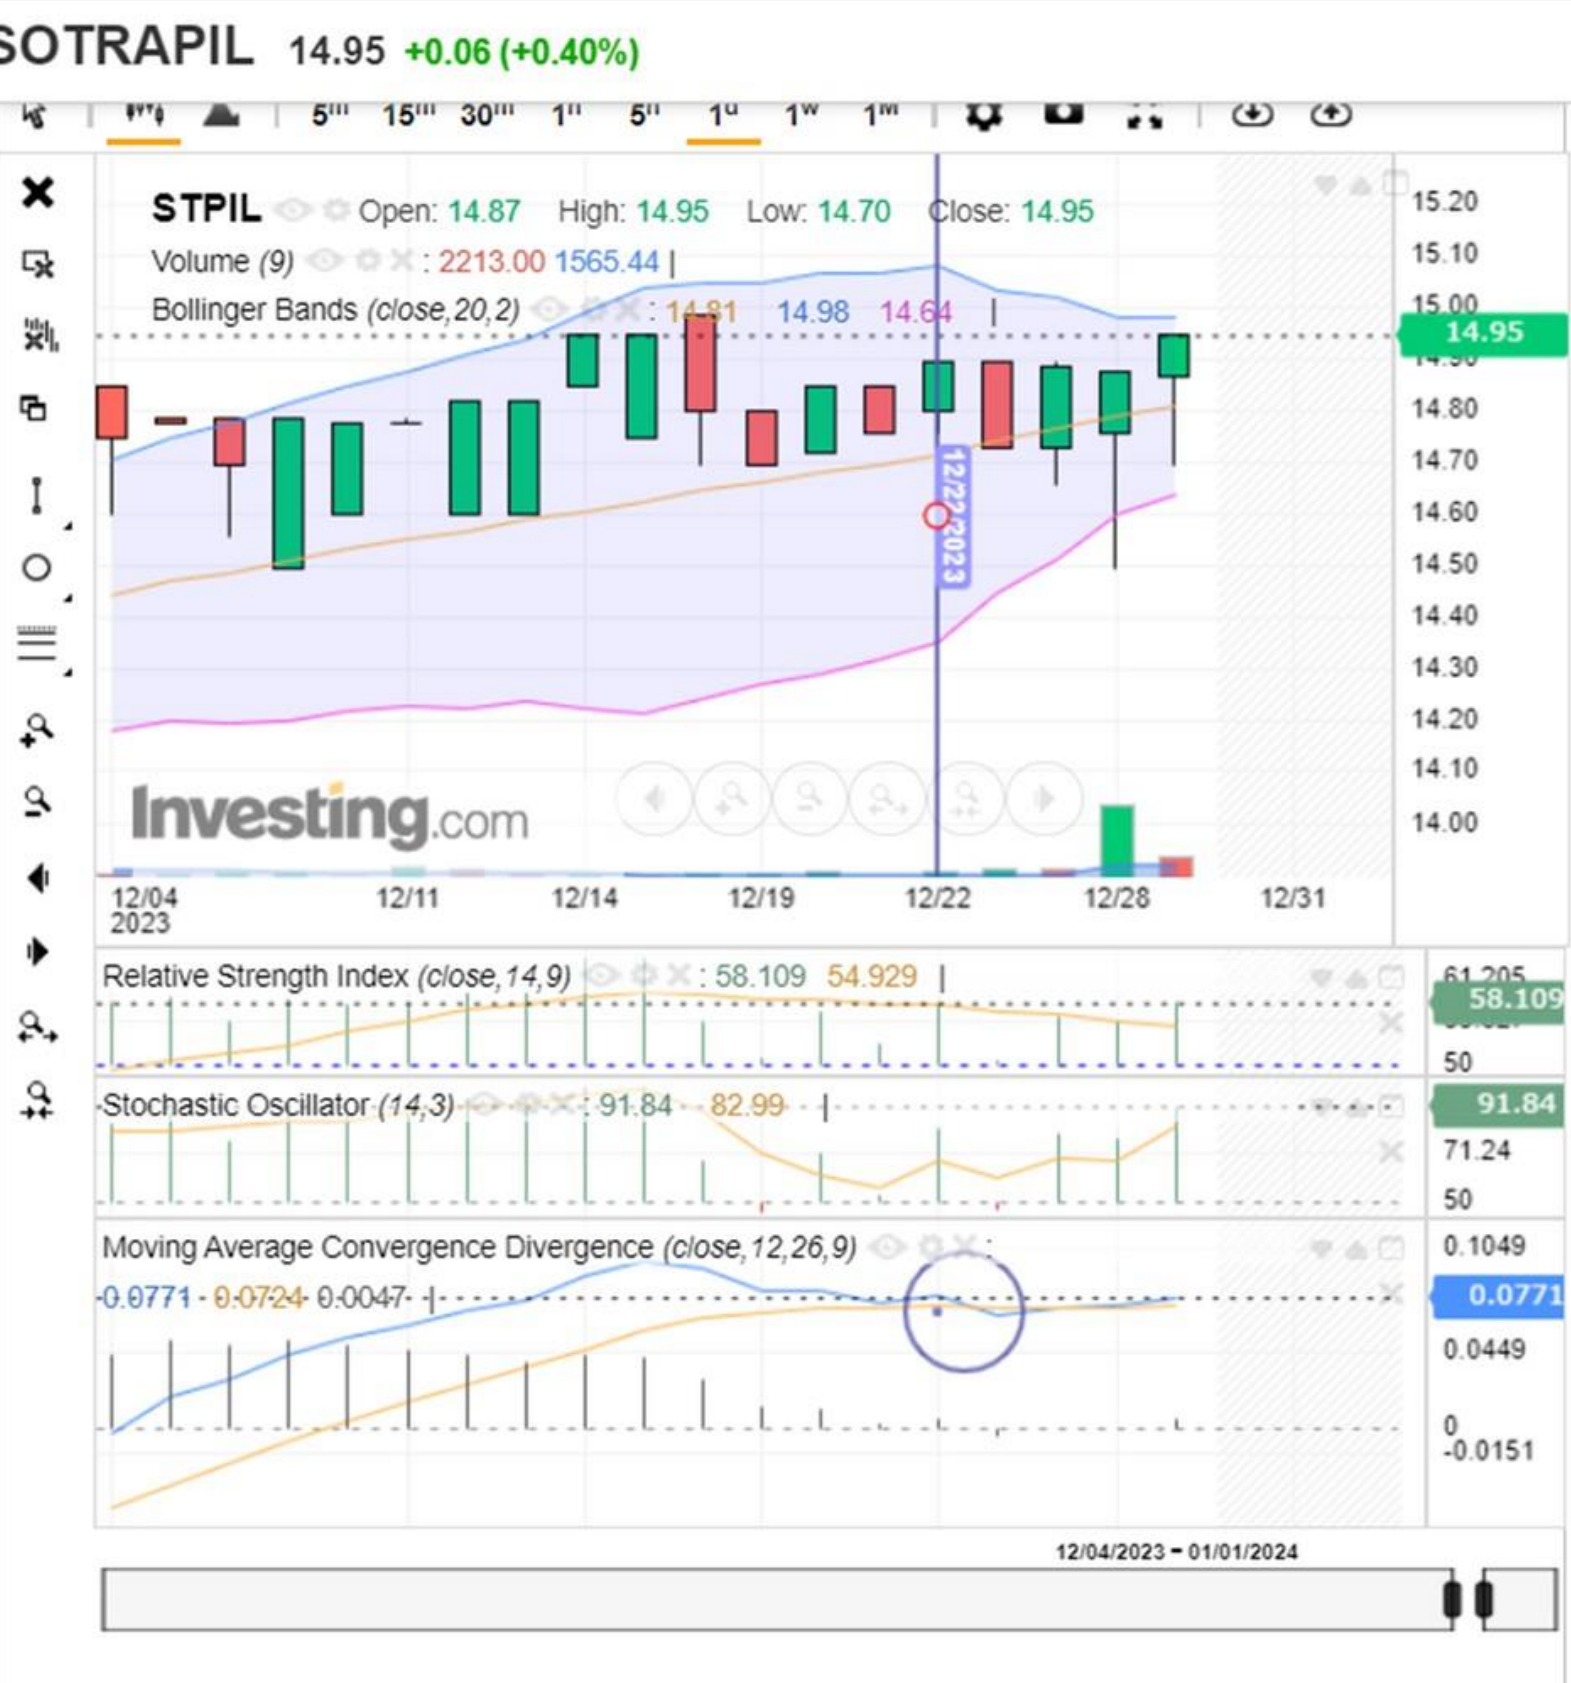 SOTRAPIL 14.95 +0.06 (+0.40%)
5m 15m 30m 1h 5h 1d 1W 1M
STPIL Open: 14.87 High: 14.95 Low: 14.70 Close: 14.95
Volume (9) : 2213.00 1565.44 |
Bollinger Bands (close,20,2) : 14.81 14.98 14.64 |
15.20
15.10
15.00
14.95
14.90
14.80
14.70
14.60
14.50
14.40
14.30
14.20
14.10
14.00
12/22/2023
Investing.com
12/04 12/11 12/14 12/19 12/22 12/28 12/31
2023
Relative Strength Index (close,14,9) : 58.109 54.929 |
61.205
58.109
50
Stochastic Oscillator (14,3) : 91.84 82.99 |
91.84
71.24
50
Moving Average Convergence Divergence (close,12,26,9) :
0.0771 0.0724 0.0047 |
0.1049
0.0771
0.0449
0
-0.0151
12/04/2023 - 01/01/2024